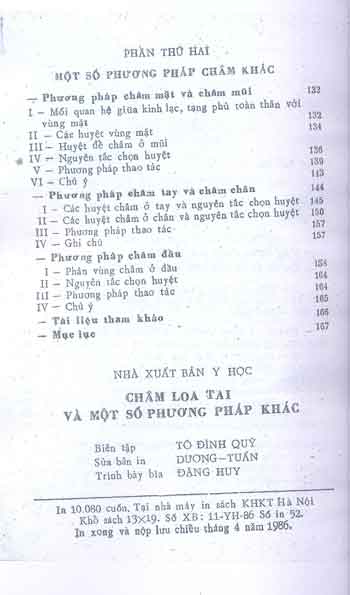 PHẦN THỨ HAI
MỘT SỐ PHƯƠNG PHÁP CHÂM KHÁC
— Phương pháp châm mặt và châm mũi 132
I – Mối quan hệ giữa kinh lạc, tạng phủ toàn thân với
vùng mặt 132
II – Các huyệt vùng mặt 134
III – Huyệt để châm ở mũi
IV – Nguyên tắc chọn huyệt 136
V – Phương pháp thao tác 139
VI – Chú ý 143
— Phương pháp châm tay và châm chân 144
I – Các huyệt châm ở tay và nguyên tắc chọn huyệt 145
II – Các huyệt châm ở chân và nguyên tắc chọn huyệt 150
III – Phương pháp thao tác 157
IV – Ghi chú 157
— Phương pháp châm đầu
I – Phân vùng châm ở đầu 158
II – Nguyên tắc chọn huyệt 164
III – Phương pháp thao tác 164
IV – Chú ý 165
— Tài liệu tham khảo 166
— Mục lục 167
NHÀ XUẤT BẢN Y HỌC
CHÂM LOA TAI
VÀ MỘT SỐ PHƯƠNG PHÁP KHÁC
Biên tập TÔ ĐÌNH QUỲ
Sửa bản in DƯƠNG–TUẤN
Trình bày bìa ĐẶNG HUY
In 10.080 cuốn. Tại nhà máy in sách KHKT Hà Nội
Khổ sách 13×19. Số XB: 11-YH-86 Số in 52.
In xong và nộp lưu chiểu tháng 4 năm 1986.